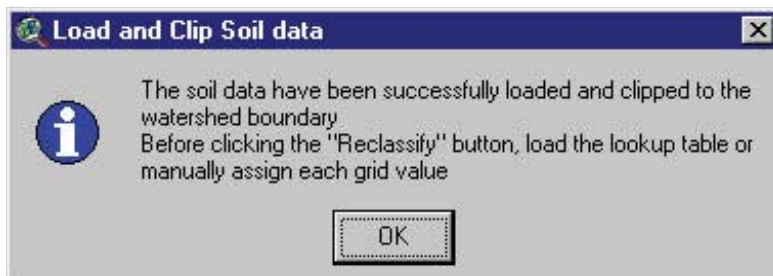 Load and Clip Soil data
The soil data have been successfully loaded and clipped to the
watershed boundary
Before clicking the "Reclassify" button, load the lookup table or
manually assign each grid value
OK